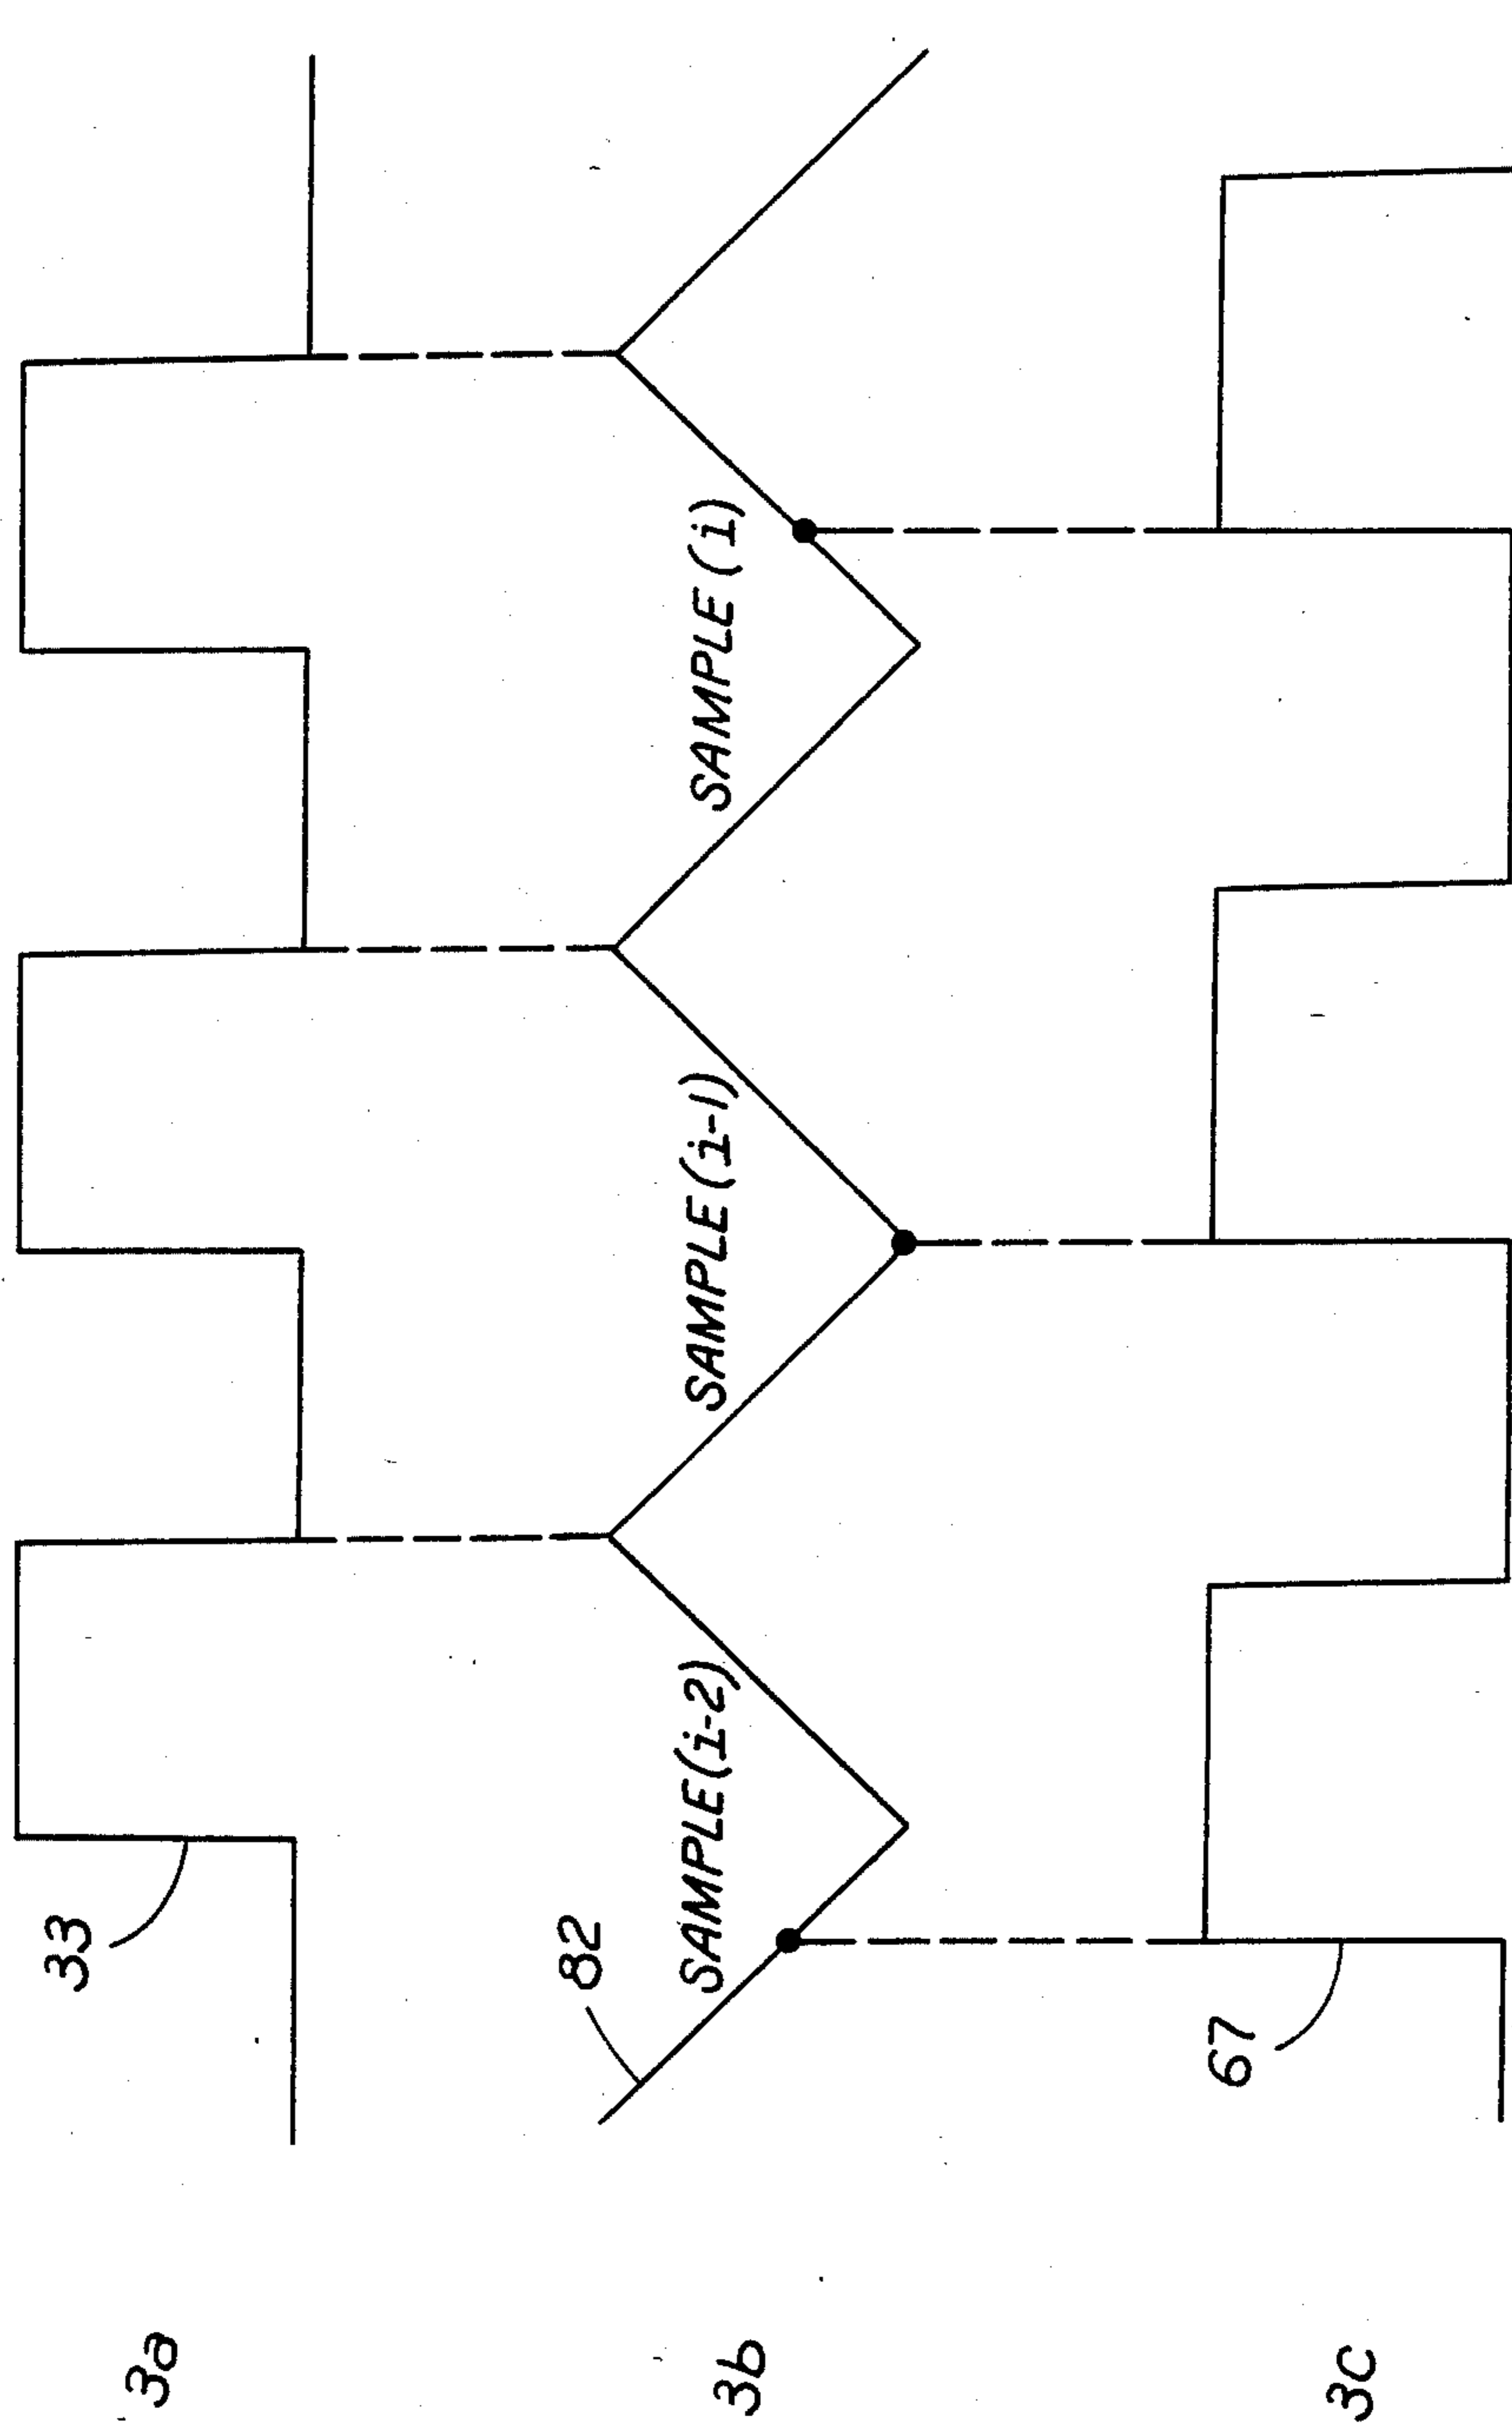 3a
33
3b
82
SAMPLE(i-2)
SAMPLE(i-1)
SAMPLE(i)
3c
67